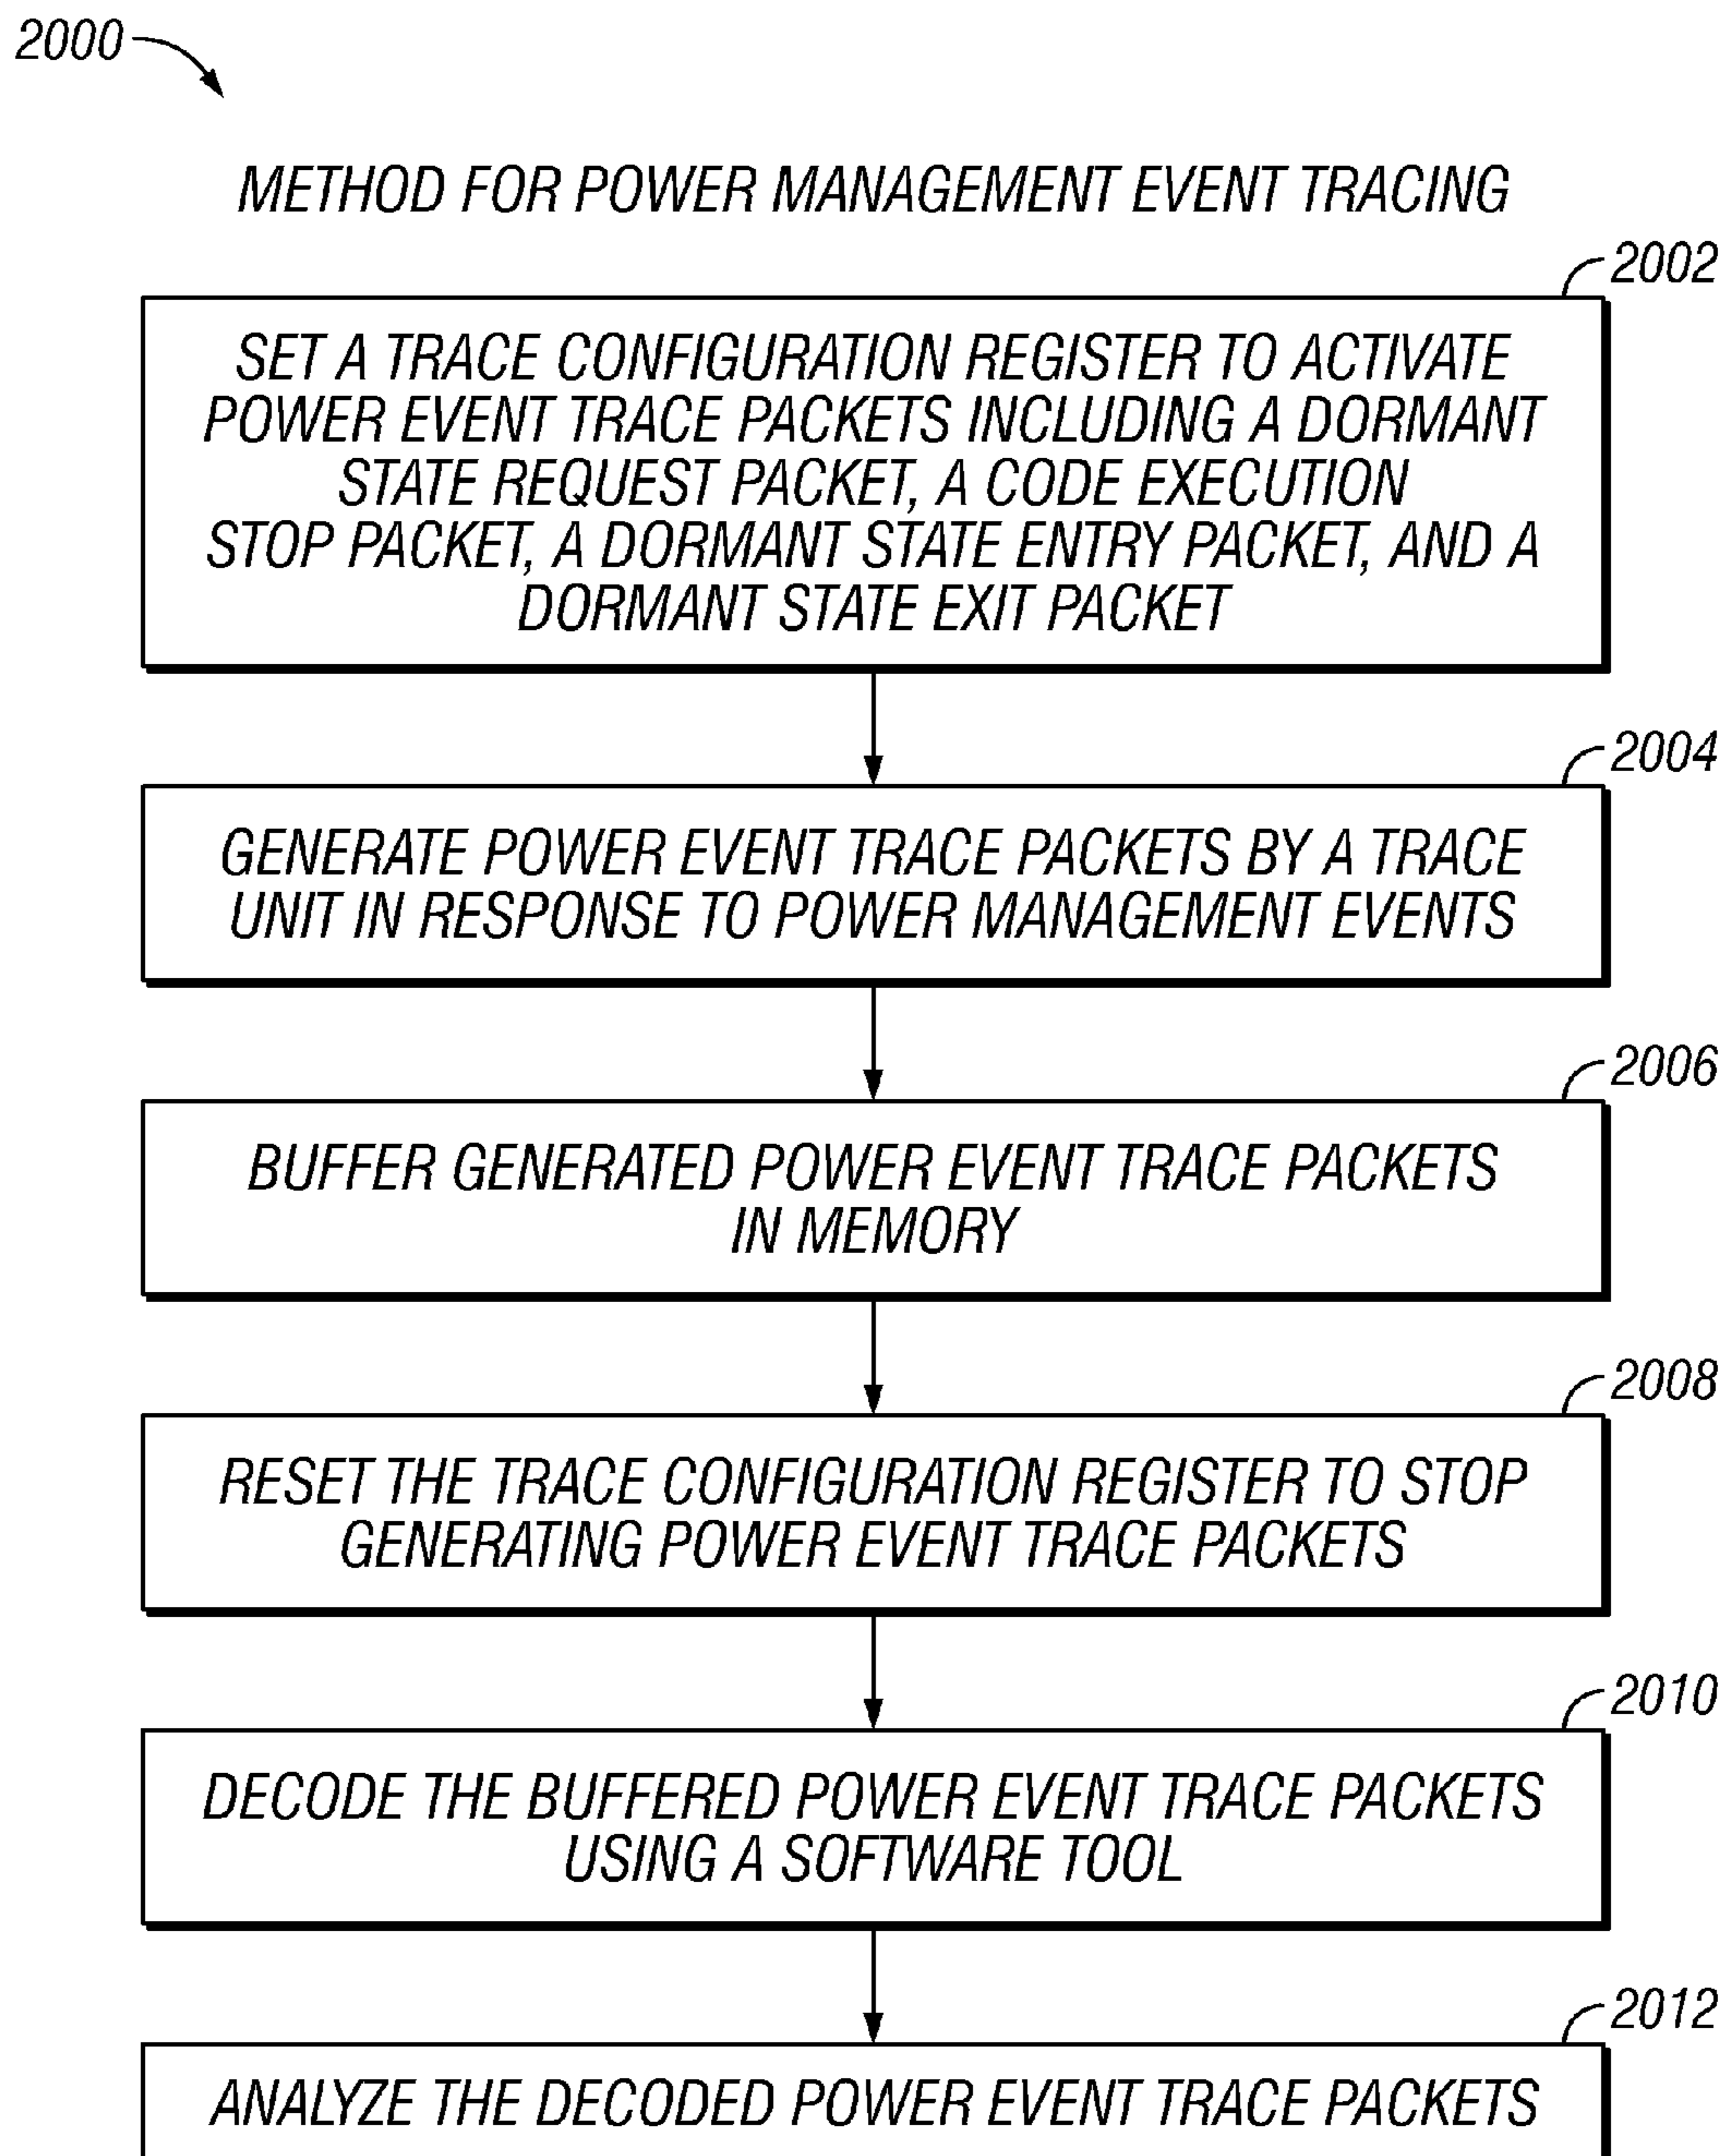 2000
METHOD FOR POWER MANAGEMENT EVENT TRACING
2002
SET A TRACE CONFIGURATION REGISTER TO ACTIVATE
POWER EVENT TRACE PACKETS INCLUDING A DORMANT
STATE REQUEST PACKET, A CODE EXECUTION
STOP PACKET, A DORMANT STATE ENTRY PACKET, AND A
DORMANT STATE EXIT PACKET
2004
GENERATE POWER EVENT TRACE PACKETS BY A TRACE
UNIT IN RESPONSE TO POWER MANAGEMENT EVENTS
2006
BUFFER GENERATED POWER EVENT TRACE PACKETS
IN MEMORY
2008
RESET THE TRACE CONFIGURATION REGISTER TO STOP
GENERATING POWER EVENT TRACE PACKETS
2010
DECODE THE BUFFERED POWER EVENT TRACE PACKETS
USING A SOFTWARE TOOL
2012
ANALYZE THE DECODED POWER EVENT TRACE PACKETS